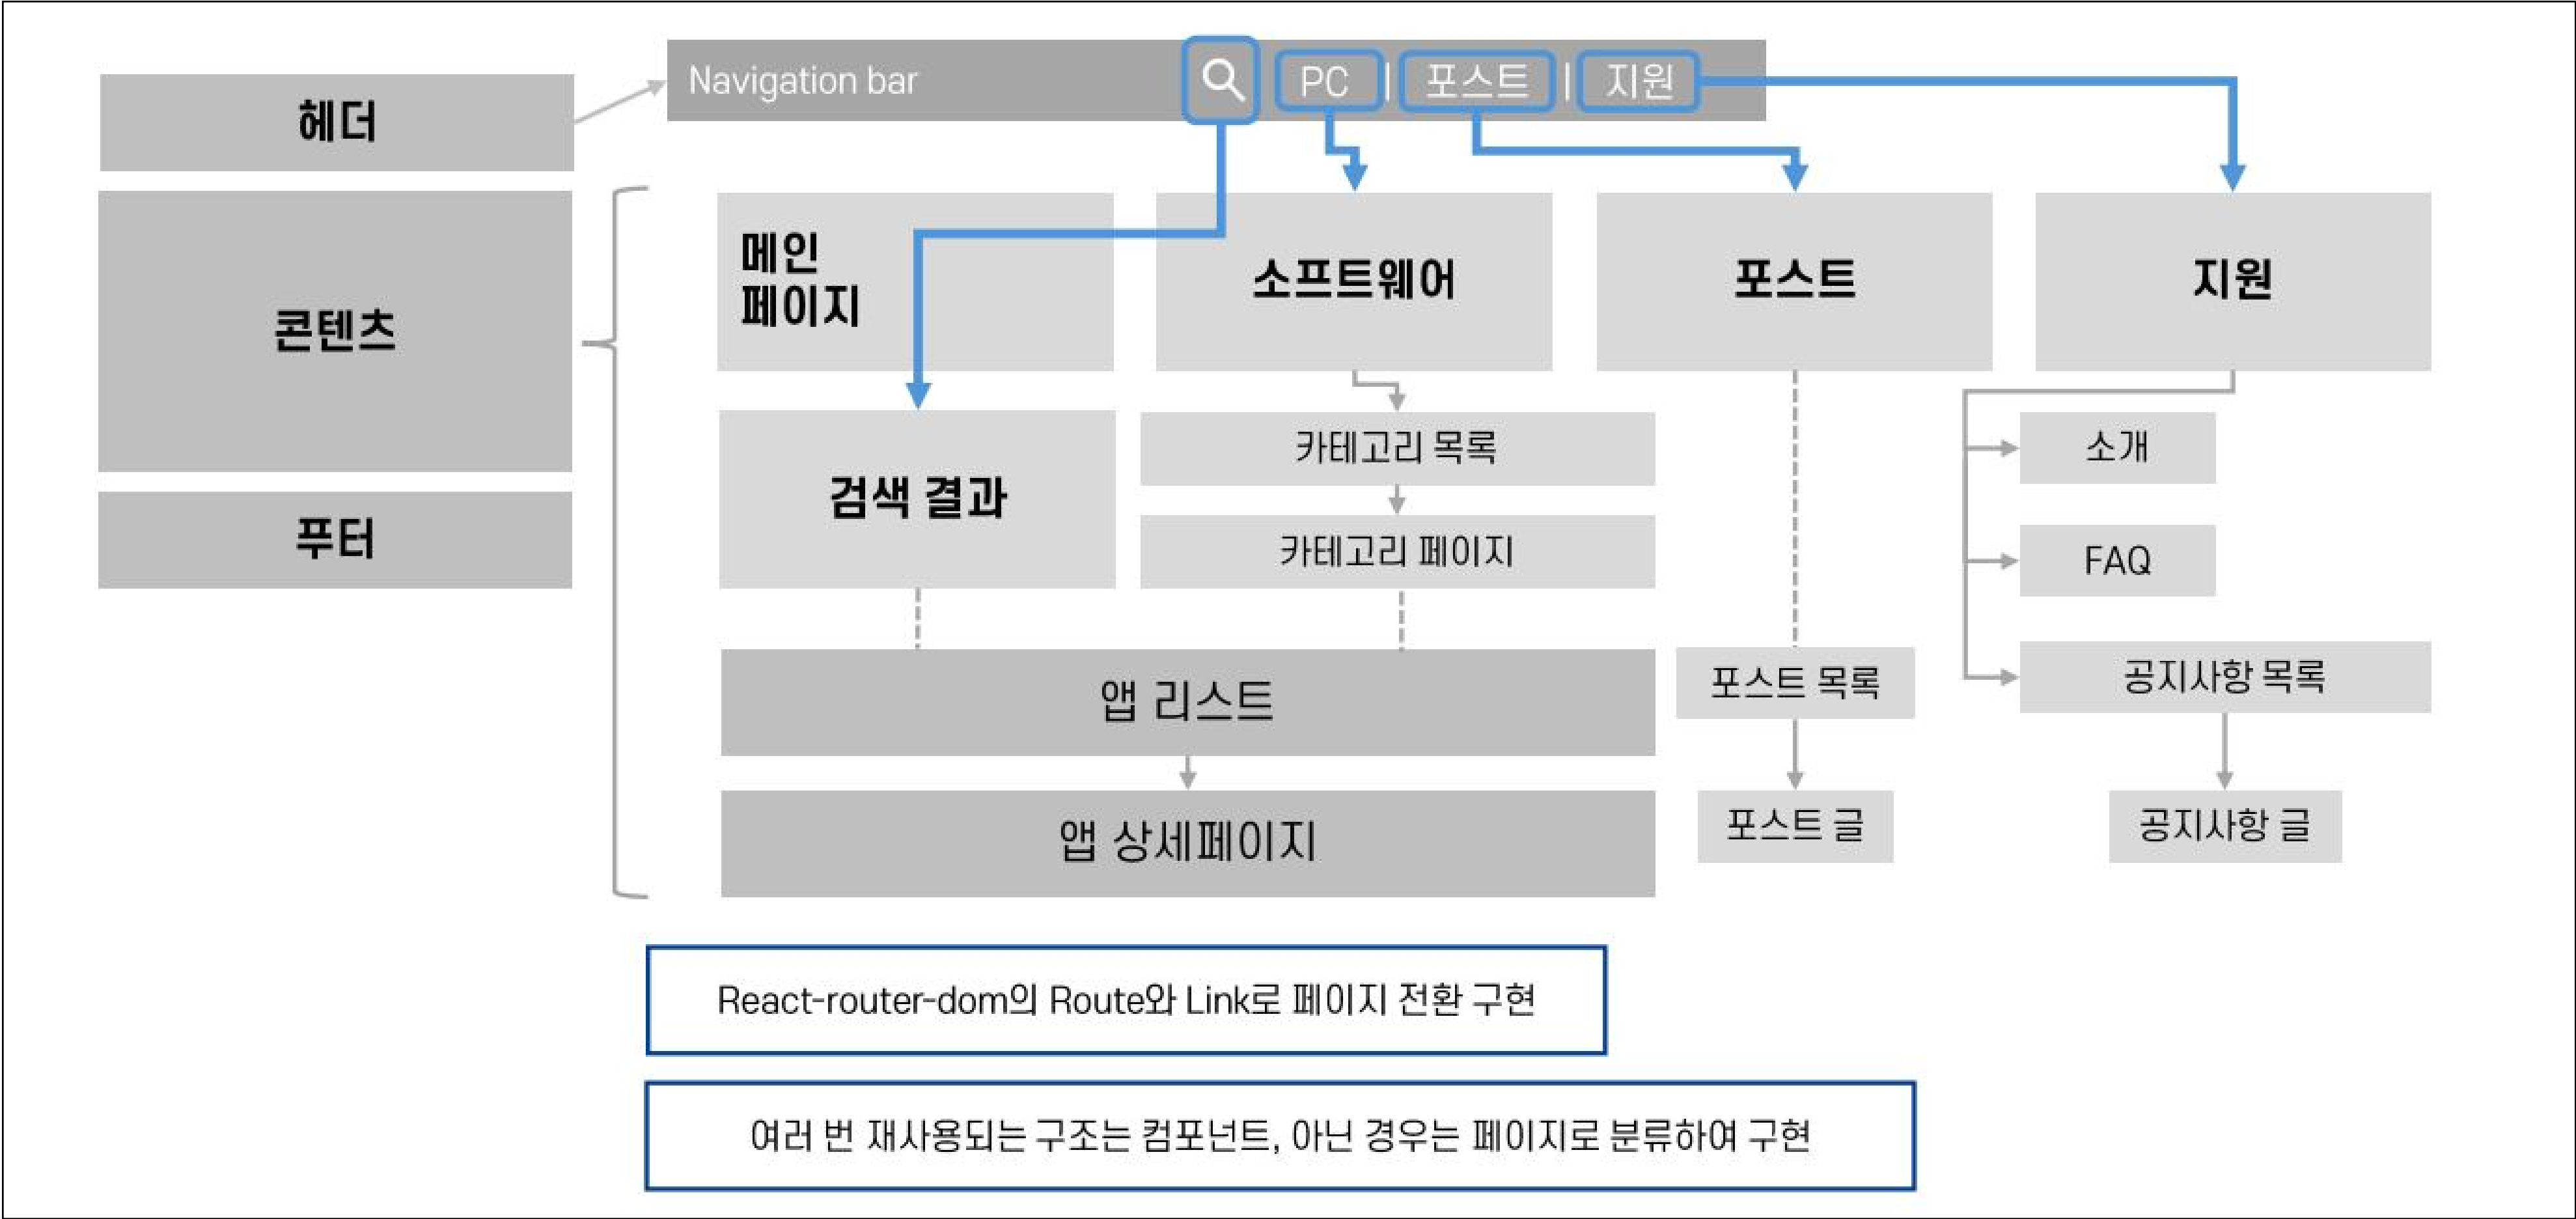 헤더
Navigation bar
PC | 포스트 | 지원
콘텐츠
푸터
메인
페이지
소프트웨어
포스트
지원
검색 결과
카테고리 목록
카테고리 페이지
소개
FAQ
앱 리스트
포스트 목록
공지사항 목록
앱 상세페이지
포스트 글
공지사항 글
React-router-dom의 Route와 Link로 페이지 전환 구현
여러 번 재사용되는 구조는 컴포넌트, 아닌 경우는 페이지로 분류하여 구현